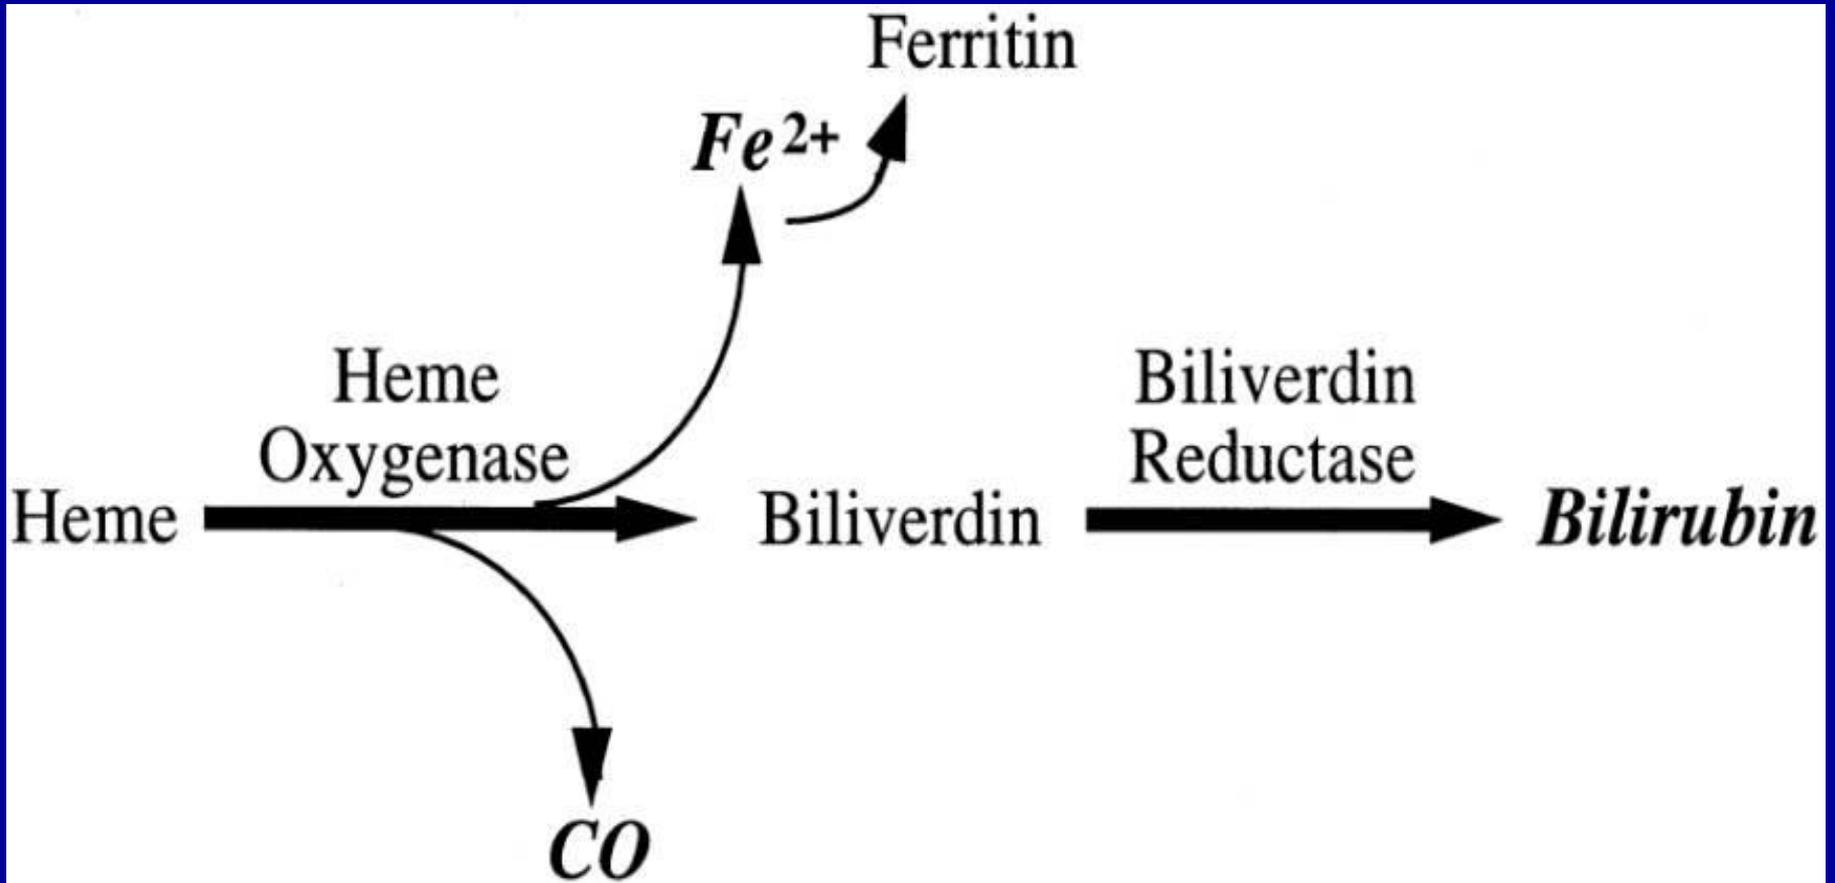 Ferritin
Fe2+
Heme
Oxygenase
Biliverdin
Reductase
Heme
Biliverdin
Bilirubin
CO